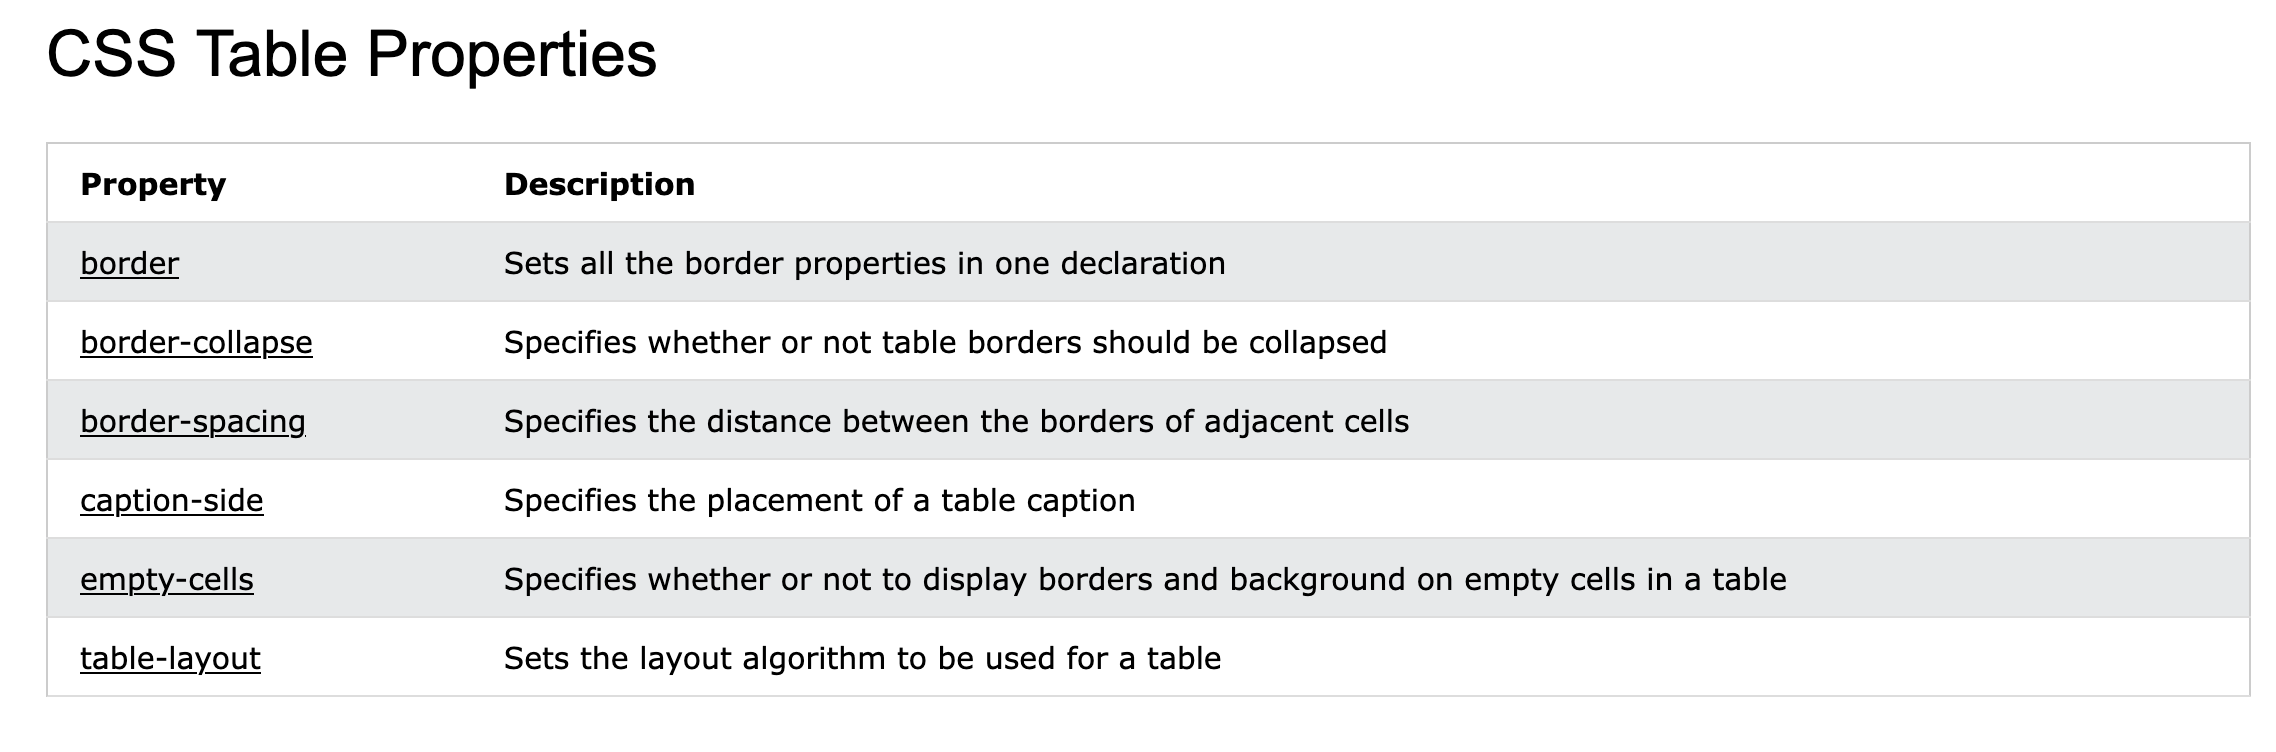 CSS Table Properties
Property Description
border Sets all the border properties in one declaration
border-collapse Specifies whether or not table borders should be collapsed
border-spacing Specifies the distance between the borders of adjacent cells
caption-side Specifies the placement of a table caption
empty-cells Specifies whether or not to display borders and background on empty cells in a table
table-layout Sets the layout algorithm to be used for a table